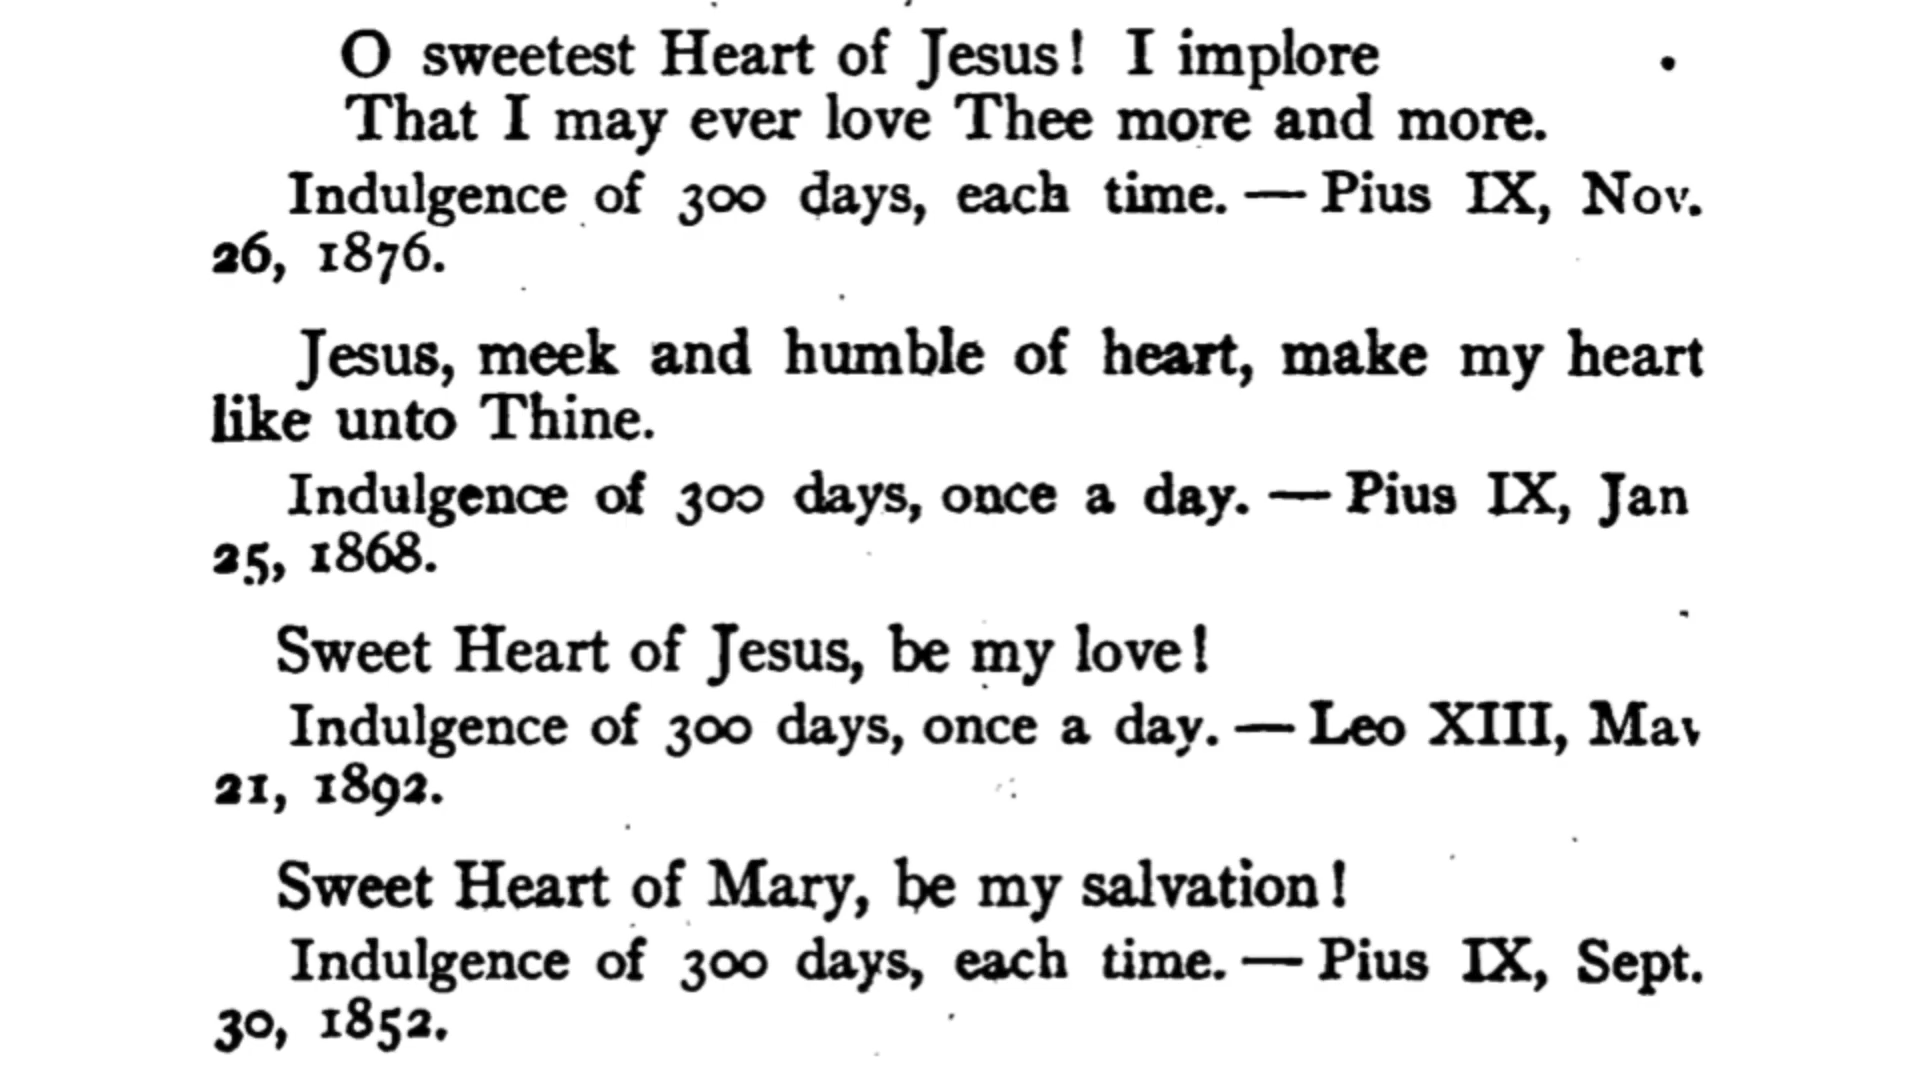 O sweetest Heart of Jesus! I implore
That I may ever love Thee more and more.
Indulgence of 300 days, each time. — Pius IX, Nov.
26, 1876.
Jesus, meek and humble of heart, make my heart
like unto Thine.
Indulgence of 300 days, once a day. — Pius IX, Jan
25, 1868.
Sweet Heart of Jesus, be my love!
Indulgence of 300 days, once a day. — Leo XIII, May
21, 1892.
Sweet Heart of Mary, be my salvation!
Indulgence of 300 days, each time. — Pius IX, Sept.
30, 1852.